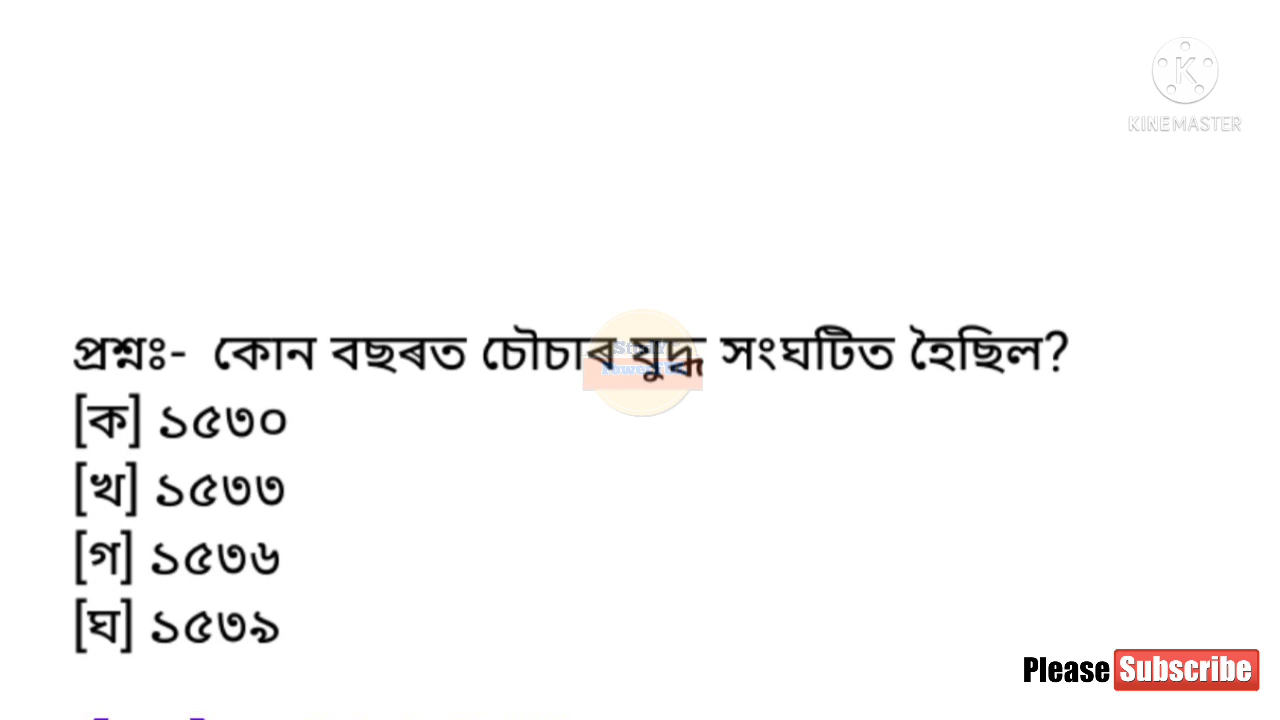 KINEMASTER
প্ৰশ্নঃ- কোন বছৰত চৌচাৰ যুদ্ধ সংঘটিত হৈছিল?
[ক] ১৫৩০
[খ] ১৫৩৩
[গ] ১৫৩৬
[ঘ] ১৫৩৯
Please Subscribe